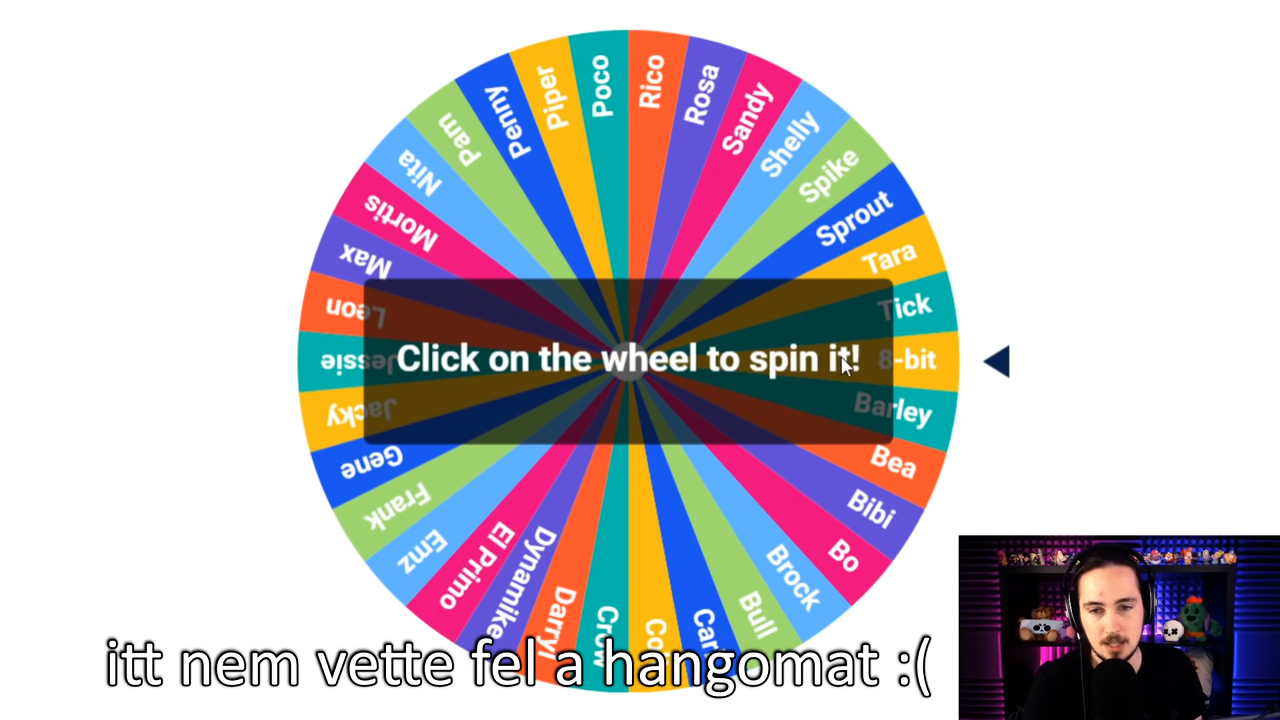 Poco
Rico
Rosa
Sandy
Shelly
Spike
Sprout
Tara
Tick
8-bit
Barley
Bea
Bibi
Bo
Brock
Bull
Car
Co
Crow
Darryl
Dynamike
El Primo
Emz
Frank
Gene
Jacky
Jessie
Leon
Max
Mortis
Nita
Pam
Penny
Piper
Click on the wheel to spin it!
itt nem vette fel a hangomat :(